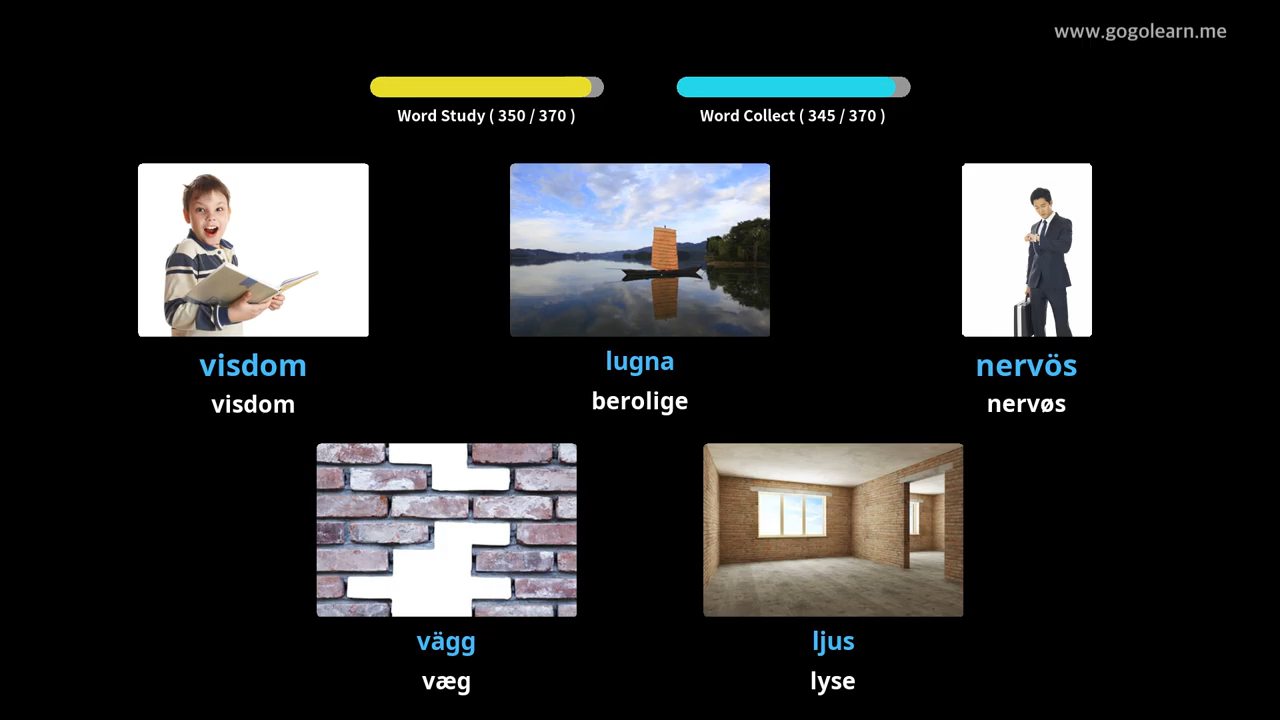 www.gogolearn.me
Word Study ( 350 / 370 )
Word Collect ( 345 / 370 )
visdom
visdom
lugna
berolige
nervös
nervøs
vägg
væg
ljus
lyse